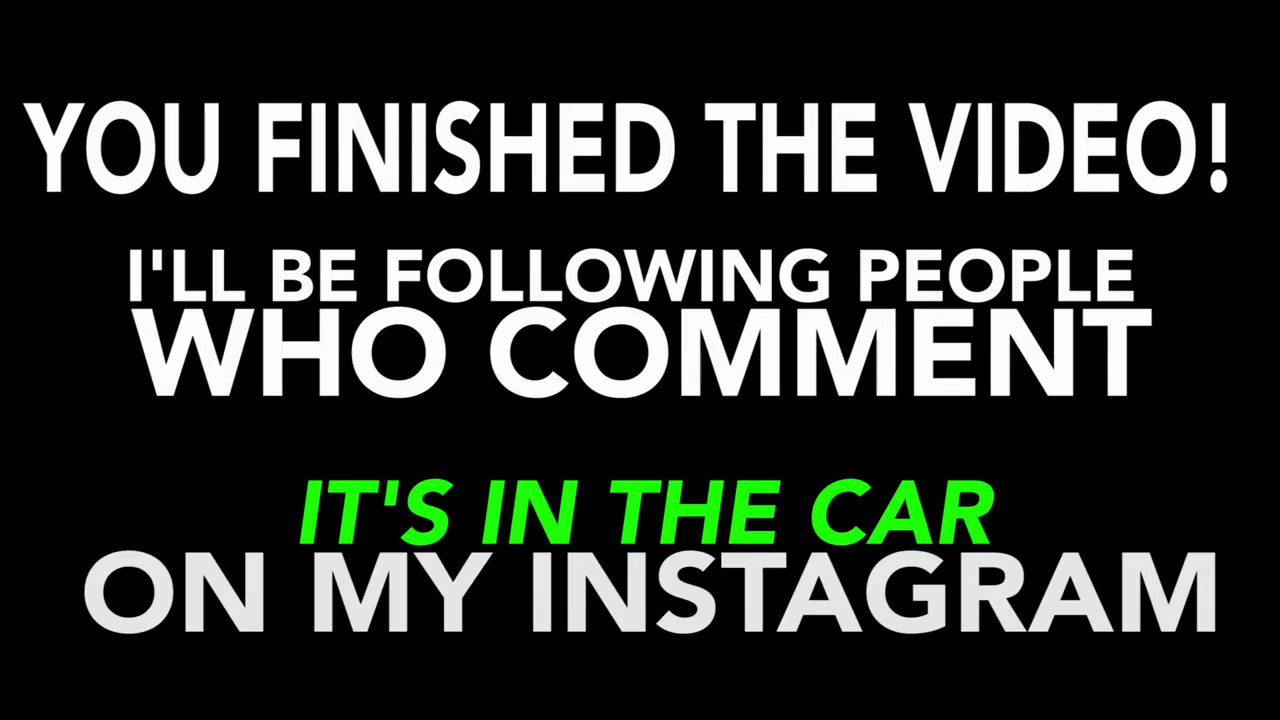 YOU FINISHED THE VIDEO!
I'LL BE FOLLOWING PEOPLE
WHO COMMENT
IT'S IN THE CAR
ON MY INSTAGRAM